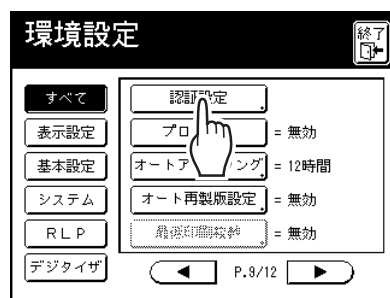 環境設定
終了
すべて
認証設定
表示設定
プロ
= 無効
基本設定
オートア ング
= 12時間
システム
オート再製版設定
= 無効
RLP
= 無効
デジタイザ
◀ P.9/12 ▶